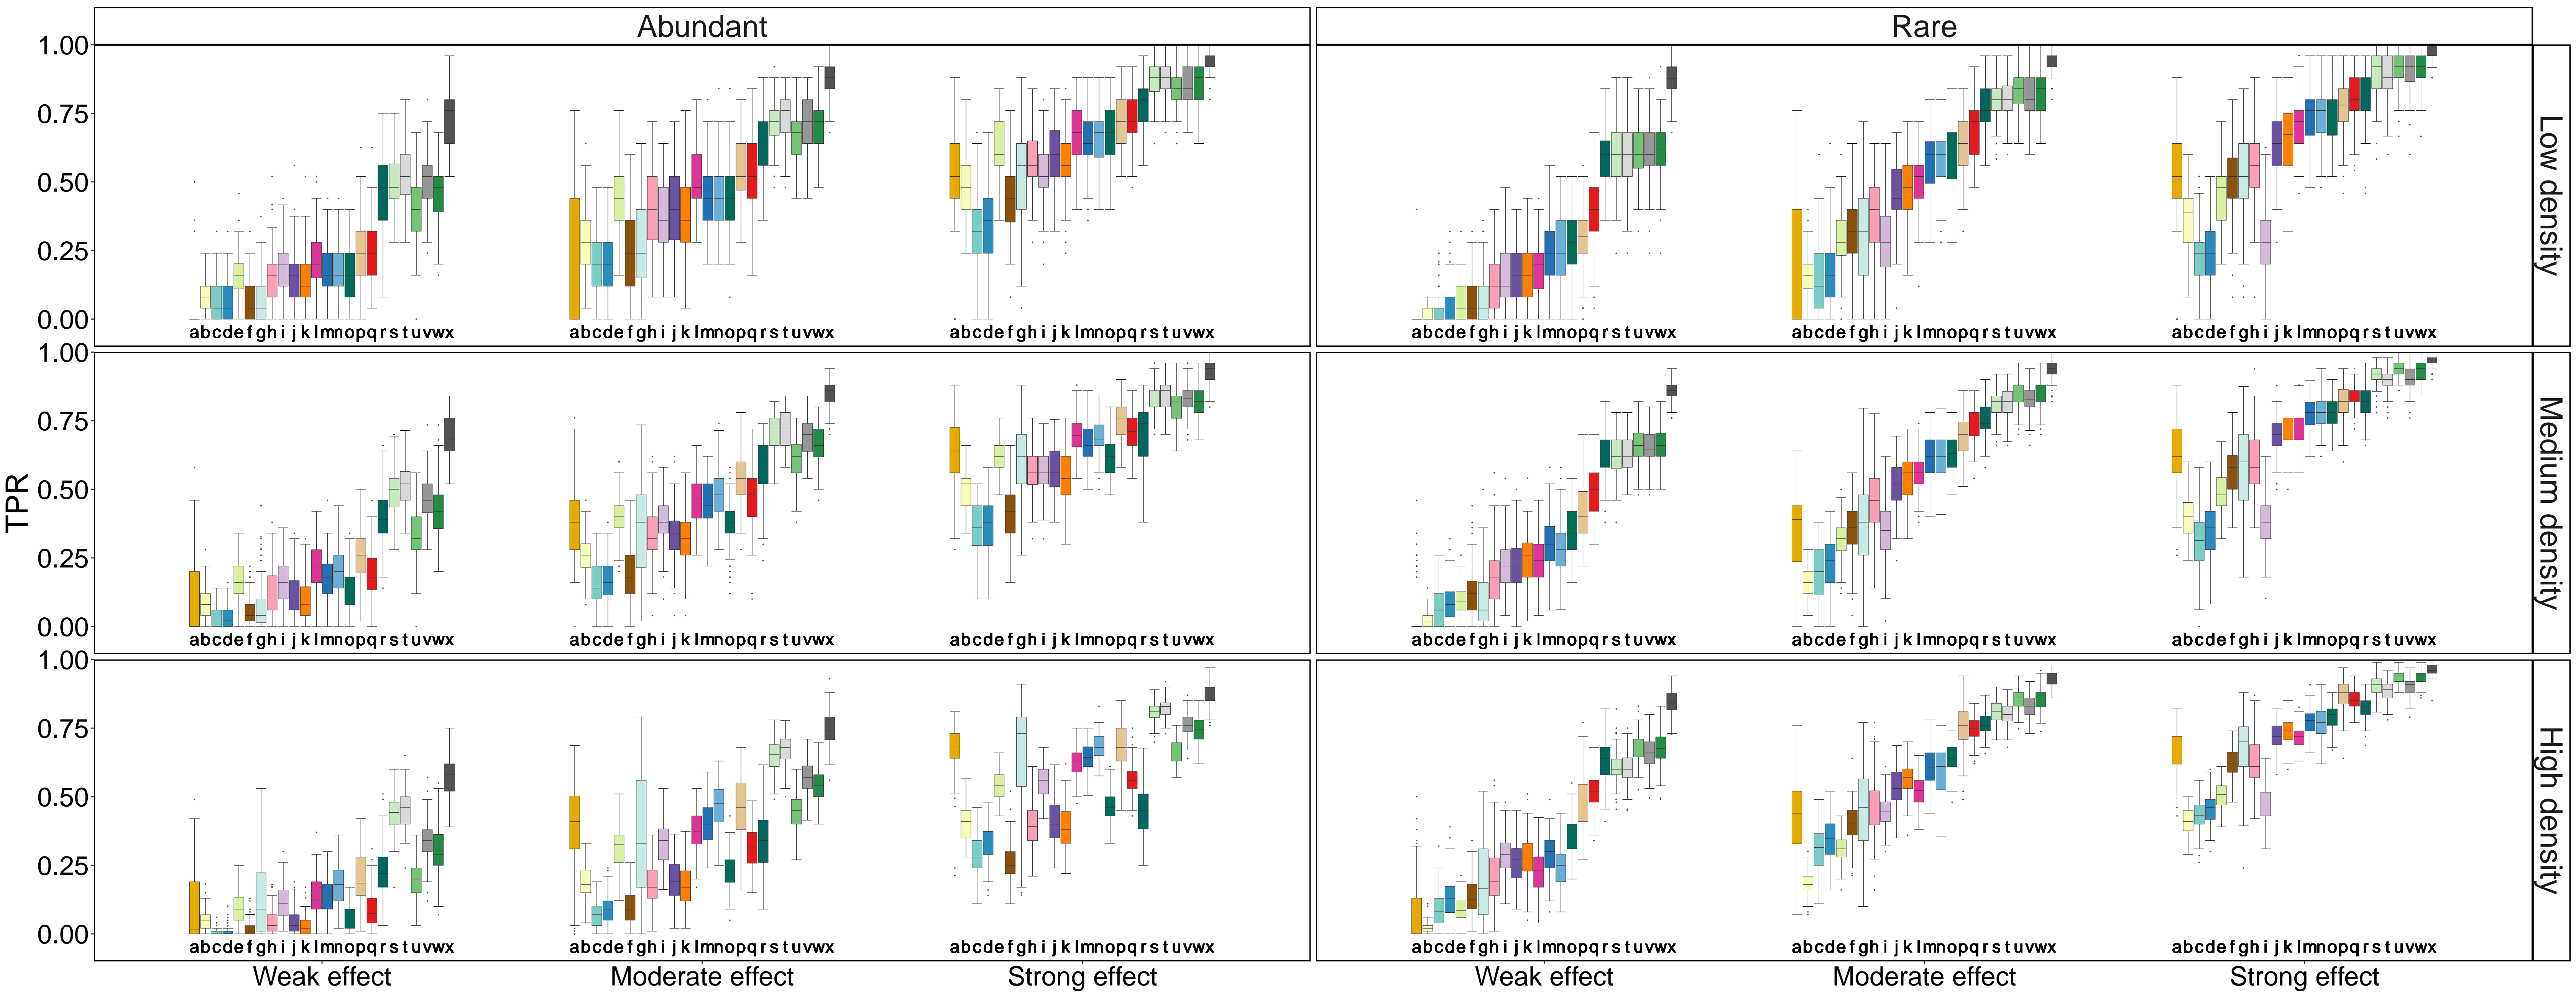 Abundant Rare
1.00
0.75
0.50
0.25
0.00
Low density
abcdefghijklmnopqrstuvwx abcdefghijklmnopqrstuvwx abcdefghijklmnopqrstuvwx abcdefghijklmnopqrstuvwx abcdefghijklmnopqrstuvwx abcdefghijklmnopqrstuvwx
TPR
1.00
0.75
0.50
0.25
0.00
Medium density
abcdefghijklmnopqrstuvwx abcdefghijklmnopqrstuvwx abcdefghijklmnopqrstuvwx abcdefghijklmnopqrstuvwx abcdefghijklmnopqrstuvwx abcdefghijklmnopqrstuvwx
1.00
0.75
0.50
0.25
0.00
High density
abcdefghijklmnopqrstuvwx abcdefghijklmnopqrstuvwx abcdefghijklmnopqrstuvwx abcdefghijklmnopqrstuvwx abcdefghijklmnopqrstuvwx abcdefghijklmnopqrstuvwx
Weak effect Moderate effect Strong effect Weak effect Moderate effect Strong effect